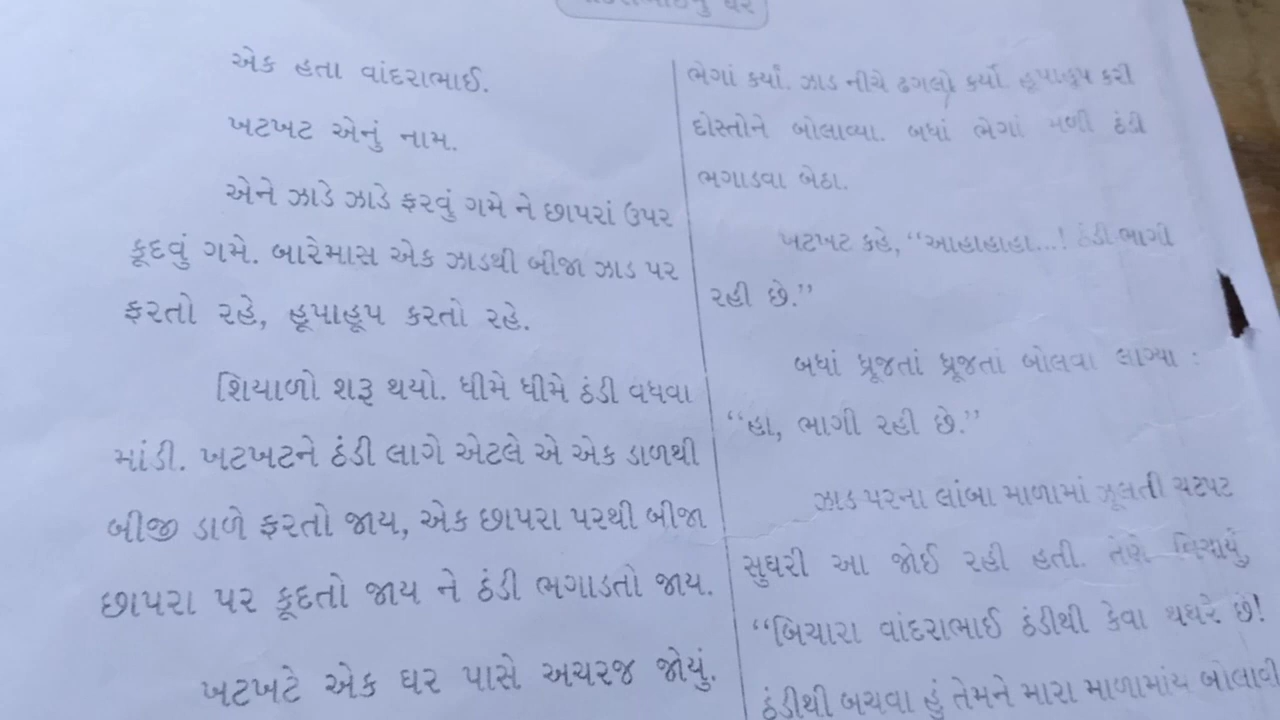 ઘર
એક હતા વાંદરાભાઈ.
ખટખટ એનું નામ.
એને ઝાડે ઝાડે ફરવું ગમે ને છાપરાં ઉપર
કૂદવું ગમે. બારેમાસ એક ઝાડથી બીજા ઝાડ પર
ફરતો રહે, હૂપાહૂપ કરતો રહે.
શિયાળો શરૂ થયો. ધીમે ધીમે ઠંડી વધવા
માંડી. ખટખટને ઠંડી લાગે એટલે એ એક ડાળથી
બીજી ડાળે ફરતો જાય, એક છાપરા પરથી બીજા
છાપરા પર કૂદતો જાય ને ઠંડી ભગાડતો જાય.
ખટખટે એક ઘર પાસે અચરજ જોયું.
ભેગાં કર્યાં. ઝાડ નીચે ઢગલો કર્યો. હૂપાહૂપ કરી
દોસ્તોને બોલાવ્યા. બધાં ભેગાં મળી ઠંડી
ભગાડવા બેઠા.
ખટખટ કહે, “આહાહાહા...! ઠંડી ભાગી
રહી છે.”
બધાં ધ્રૂજતાં ધ્રૂજતાં બોલવા લાગ્યા :
“હા, ભાગી રહી છે.”
ઝાડ પરના લાંબા માળામાં ઝૂલતી ચટપટ
સુઘરી આ જોઈ રહી હતી. તેણે વિચાર્યું,
“બિચારા વાંદરાભાઈ ઠંડીથી કેવા થથરે છે!
ઠંડીથી બચવા હું તેમને મારા માળામાંય બોલાવી